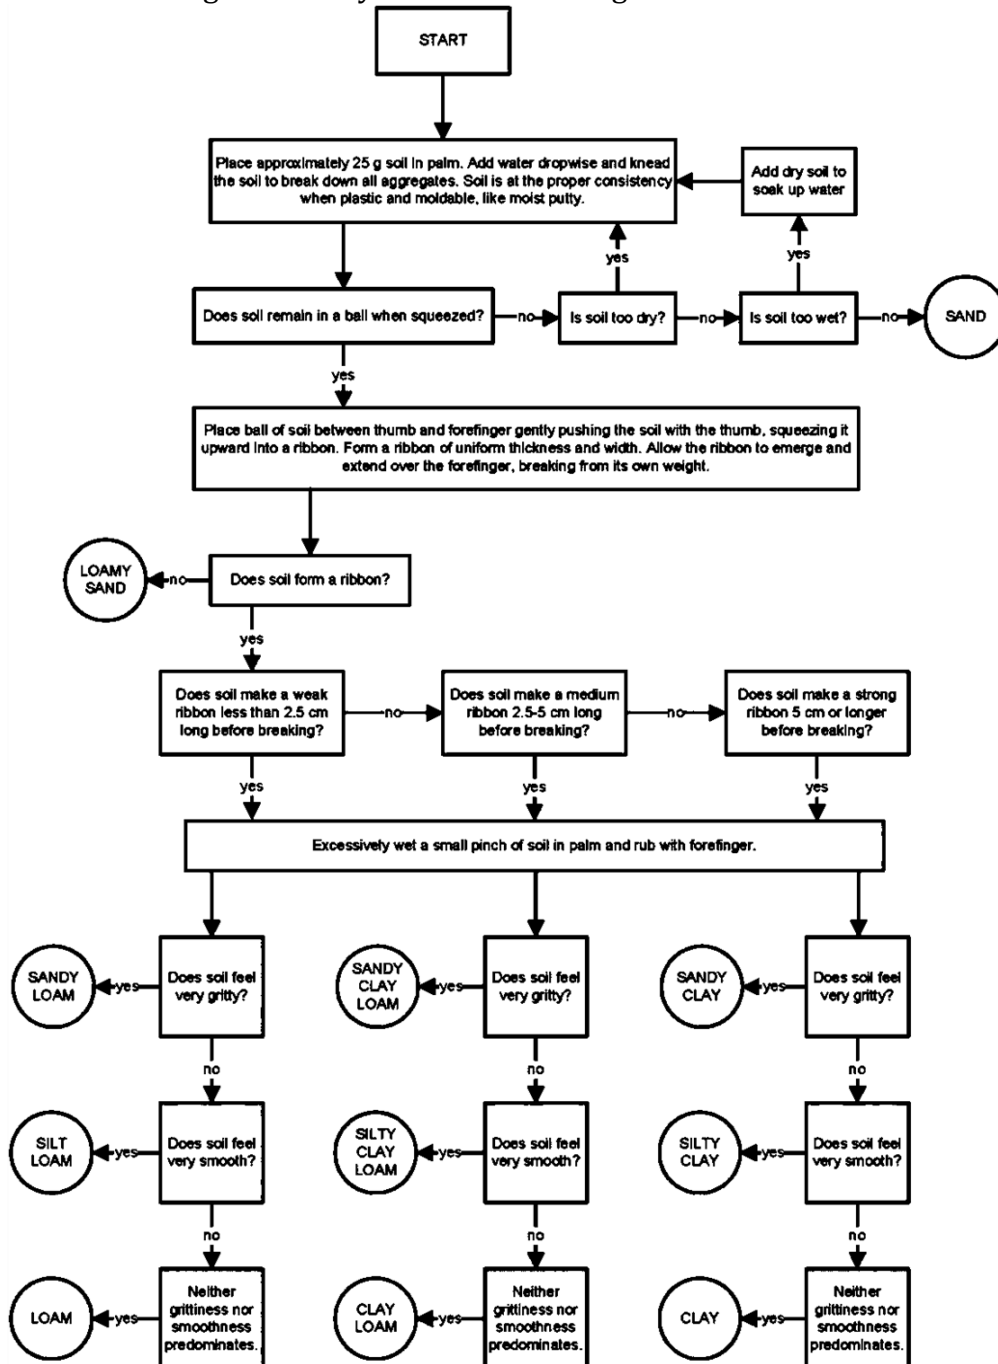 START
Place approximately 25 g soil in palm. Add water dropwise and knead
the soil to break down all aggregates. Soil is at the proper consistency
when plastic and moldable, like moist putty.
Add dry soil to
soak up water
yes
yes
Does soil remain in a ball when squeezed?
no
Is soil too dry?
no
Is soil too wet?
no
SAND
yes
Place ball of soil between thumb and forefinger gently pushing the soil with the thumb, squeezing it
upward into a ribbon. Form a ribbon of uniform thickness and width. Allow the ribbon to emerge and
extend over the forefinger, breaking from its own weight.
LOAMY
SAND
no
Does soil form a ribbon?
yes
Does soil make a weak
ribbon less than 2.5 cm
long before breaking?
no
Does soil make a medium
ribbon 2.5-5 cm long
before breaking?
no
Does soil make a strong
ribbon 5 cm or longer
before breaking?
yes
yes
yes
Excessively wet a small pinch of soil in palm and rub with forefinger.
SANDY
LOAM
yes
Does soil feel
very gritty?
SANDY
CLAY
LOAM
yes
Does soil feel
very gritty?
SANDY
CLAY
yes
Does soil feel
very gritty?
no
no
no
SILT
LOAM
yes
Does soil feel
very smooth?
SILTY
CLAY
LOAM
yes
Does soil feel
very smooth?
SILTY
CLAY
yes
Does soil feel
very smooth?
no
no
no
LOAM
yes
Neither
grittiness nor
smoothness
predominates.
CLAY
LOAM
yes
Neither
grittiness nor
smoothness
predominates.
CLAY
yes
Neither
grittiness nor
smoothness
predominates.